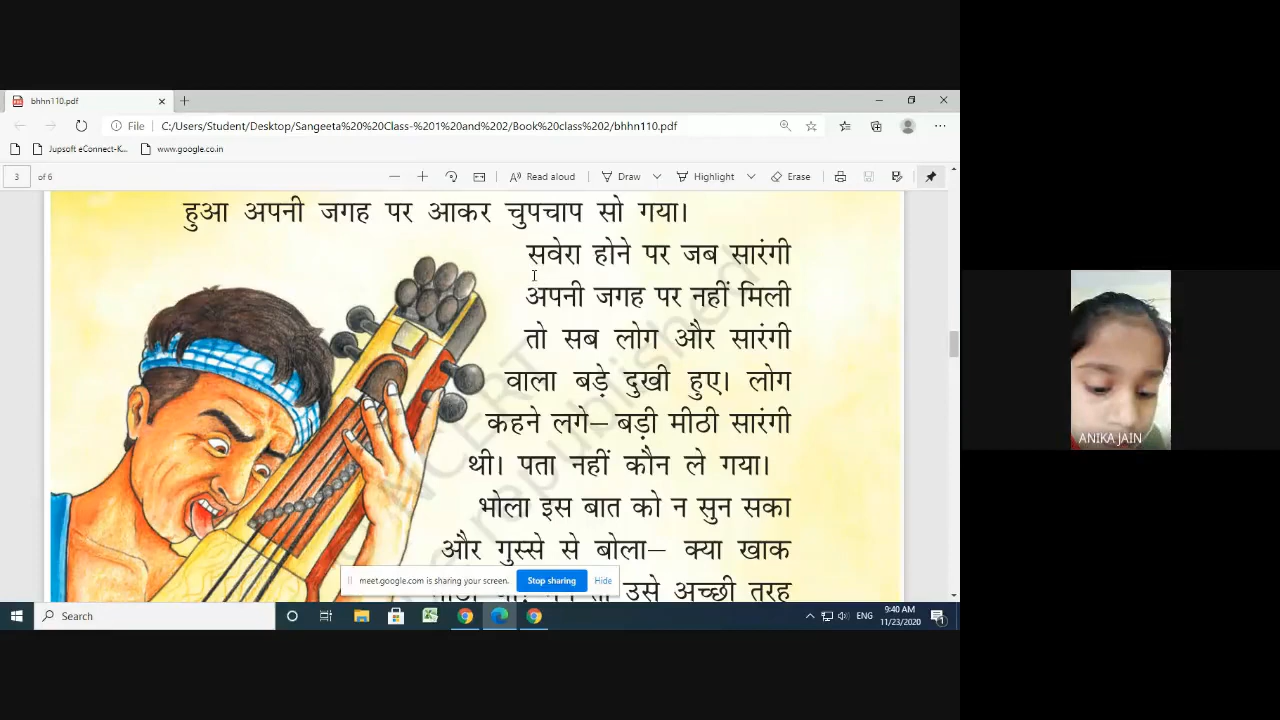 bhhn110.pdf
File C:/Users/Student/Desktop/Sangeeta%20%20Class-%201%20and%202/Book%20class%202/bhhn110.pdf
Jupsoft eConnect-K... www.google.co.in
3 of 6 Read aloud Draw Highlight Erase
हुआ अपनी जगह पर आकर चुपचाप सो गया।
सवेरा होने पर जब सारंगी
अपनी जगह पर नहीं मिली
तो सब लोग और सारंगी
वाला बड़े दुखी हुए। लोग
कहने लगे– बड़ी मीठी सारंगी
थी। पता नहीं कौन ले गया।
भोला इस बात को न सुन सका
और गुस्से से बोला– क्या खाक
उसे अच्छी तरह
NCERT
republished
meet.google.com is sharing your screen. Stop sharing Hide
Search
ENG
9:40 AM
11/23/2020
ANIKA JAIN